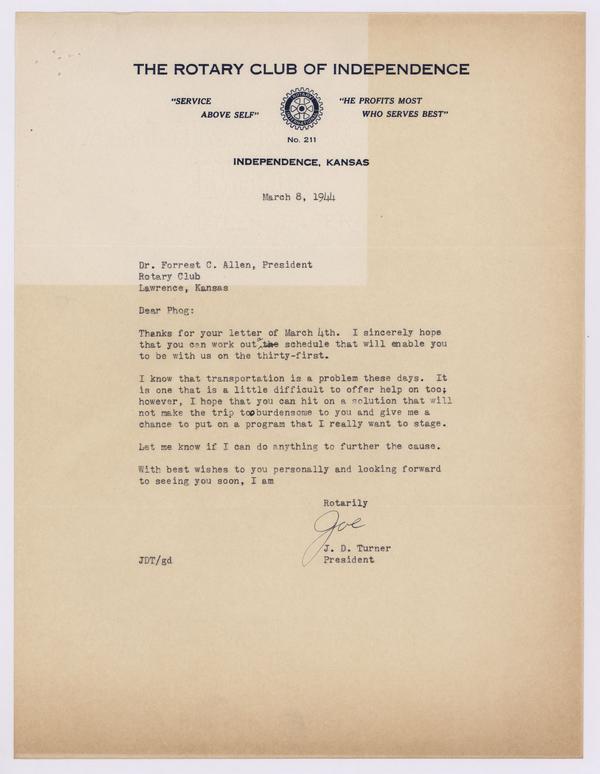 THE ROTARY CLUB OF INDEPENDENCE
"SERVICE
ABOVE SELF"
"HE PROFITS MOST
WHO SERVES BEST"
ROTARY
INTERNATIONAL
No. 211
INDEPENDENCE, KANSAS
March 8, 1944
Dr. Forrest C. Allen, President
Rotary Club
Lawrence, Kansas
Dear Phog:
Thanks for your letter of March 4th. I sincerely hope
that you can work out a the schedule that will enable you
to be with us on the thirty-first.
I know that transportation is a problem these days. It
is one that is a little difficult to offer help on too;
however, I hope that you can hit on a solution that will
not make the trip too burdensome to you and give me a
chance to put on a program that I really want to stage.
Let me know if I can do anything to further the cause.
With best wishes to you personally and looking forward
to seeing you soon, I am
Rotarily
Joe
J. D. Turner
JDT/gd President